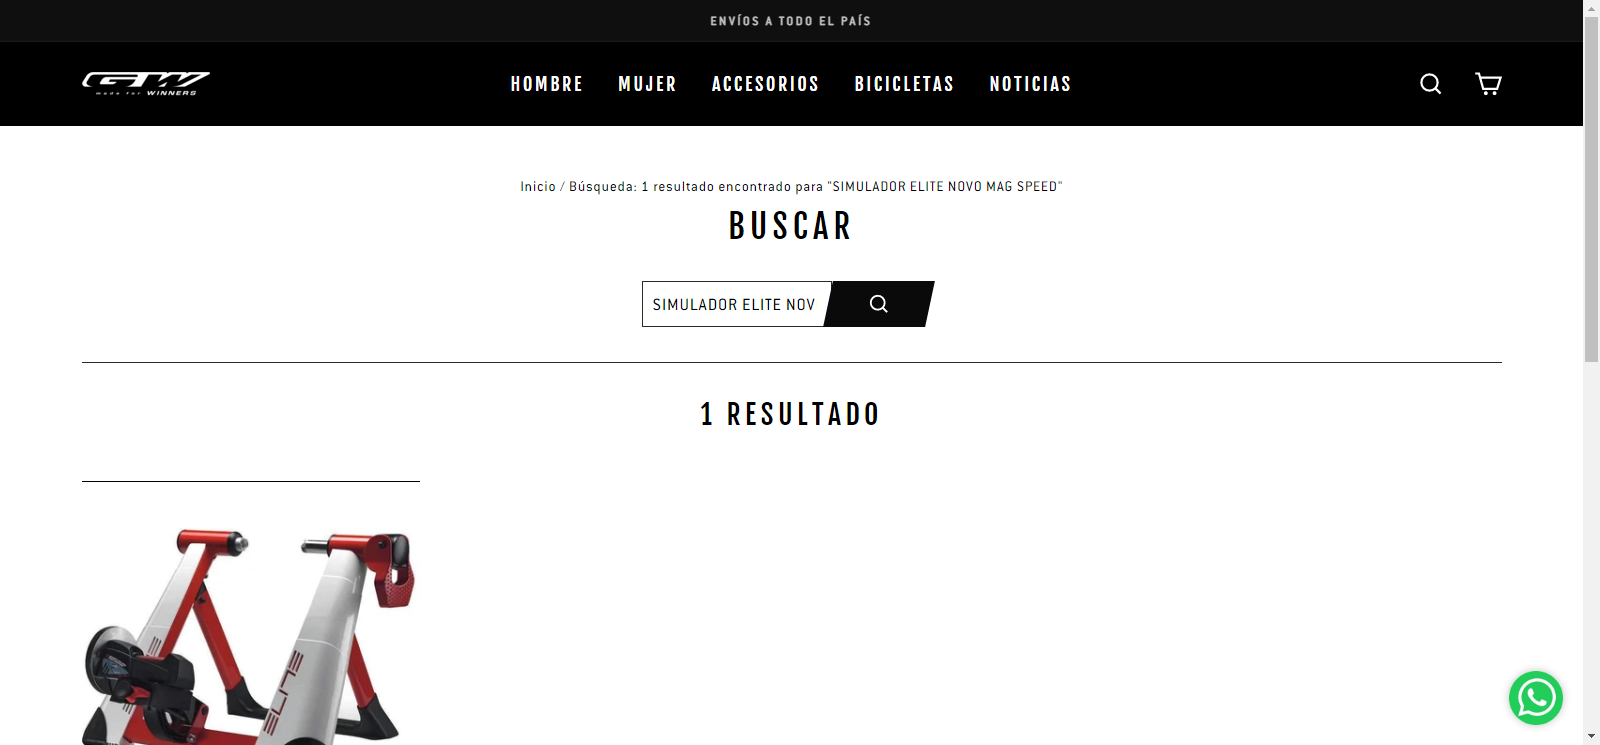 ENVÍOS A TODO EL PAÍS
GW
made for WINNERS
HOMBRE MUJER ACCESORIOS BICICLETAS NOTICIAS
Inicio / Búsqueda: 1 resultado encontrado para "SIMULADOR ELITE NOVO MAG SPEED"
BUSCAR
SIMULADOR ELITE NOV
1 RESULTADO
ELITE